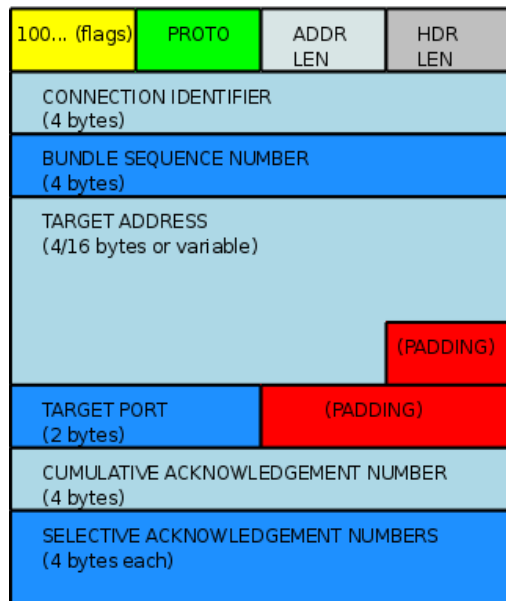 100... (flags)
PROTO
ADDR
LEN
HDR
LEN
CONNECTION IDENTIFIER
(4 bytes)
BUNDLE SEQUENCE NUMBER
(4 bytes)
TARGET ADDRESS
(4/16 bytes or variable)
(PADDING)
TARGET PORT
(2 bytes)
(PADDING)
CUMULATIVE ACKNOWLEDGEMENT NUMBER
(4 bytes)
SELECTIVE ACKNOWLEDGEMENT NUMBERS
(4 bytes each)